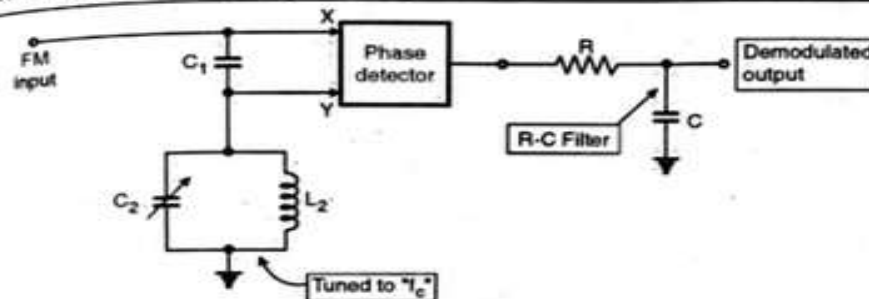 X
FM
input
C1
Y
Phase
detector
R
Demodulated
output
C
R-C Filter
C2
L2
Tuned to "fc"